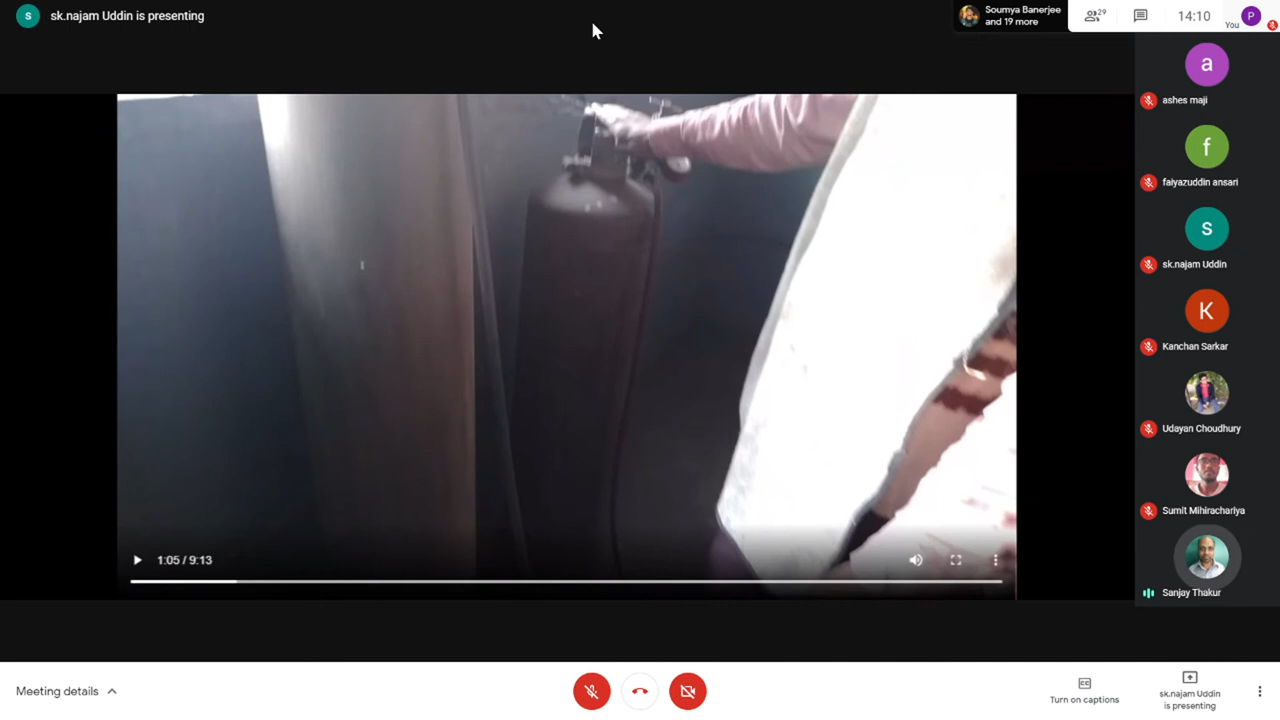 s
sk.najam Uddin is presenting
Soumya Banerjee
and 19 more
29
14:10
You
P
a
ashes maji
f
faiyazuddin ansari
s
sk.najam Uddin
K
Kanchan Sarkar
Udayan Choudhury
Sumit Mihirachariya
Sanjay Thakur
1:05 / 9:13
Meeting details
CC
Turn on captions
sk.najam Uddin
is presenting